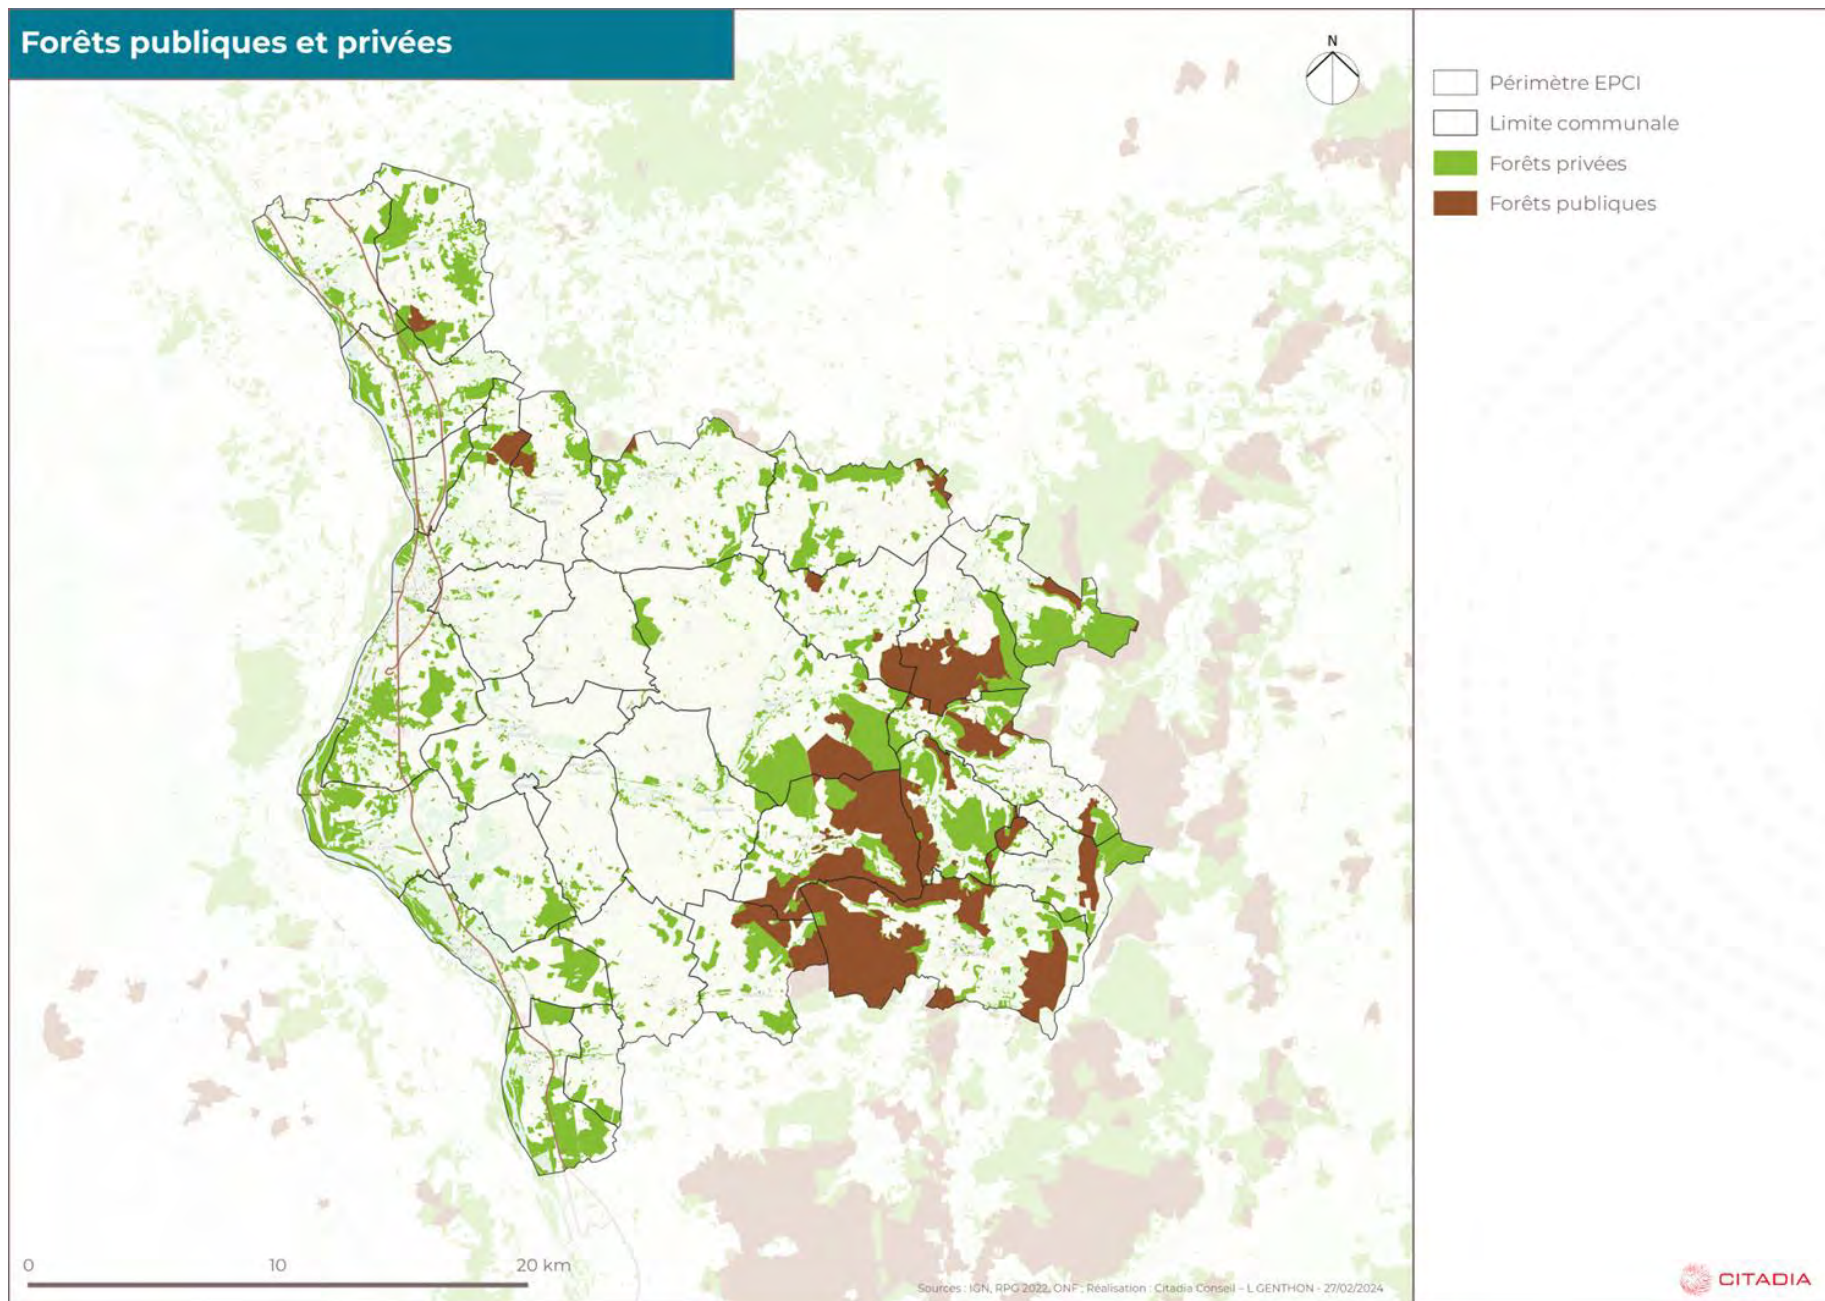 Forêts publiques et privées
N
Périmètre EPCI
Limite communale
Forêts privées
Forêts publiques
0 10 20 km
Sources : IGN, RPG 2022, ONF ; Réalisation : Citadia Conseil – L GENTHON - 27/02/2024
CITADIA